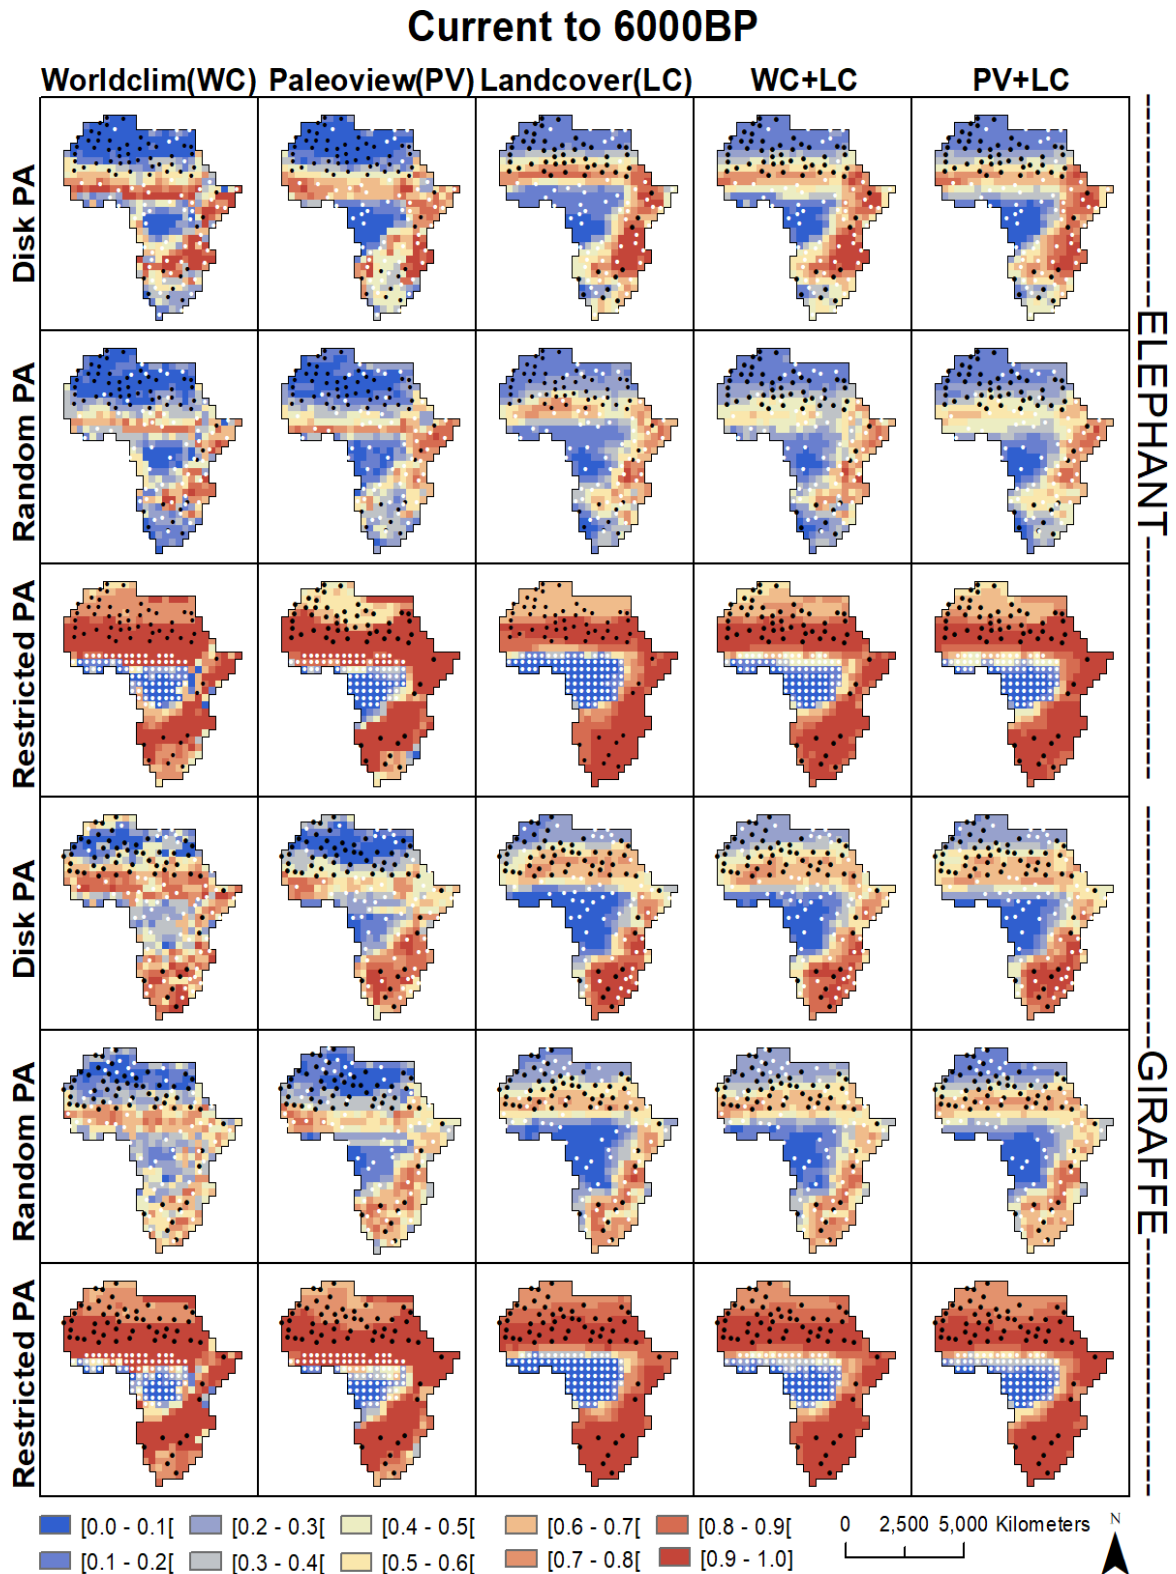 Current to 6000BP
Worldclim(WC) Paleoview(PV) Landcover(LC) WC+LC PV+LC
Disk PA
Random PA
Restricted PA
ELEPHANT
Disk PA
Random PA
Restricted PA
GIRAFFE
[0.0 - 0.1[ [0.2 - 0.3[ [0.4 - 0.5[ [0.6 - 0.7[ [0.8 - 0.9[
[0.1 - 0.2[ [0.3 - 0.4[ [0.5 - 0.6[ [0.7 - 0.8[ [0.9 - 1.0]
0 2,500 5,000 Kilometers
N